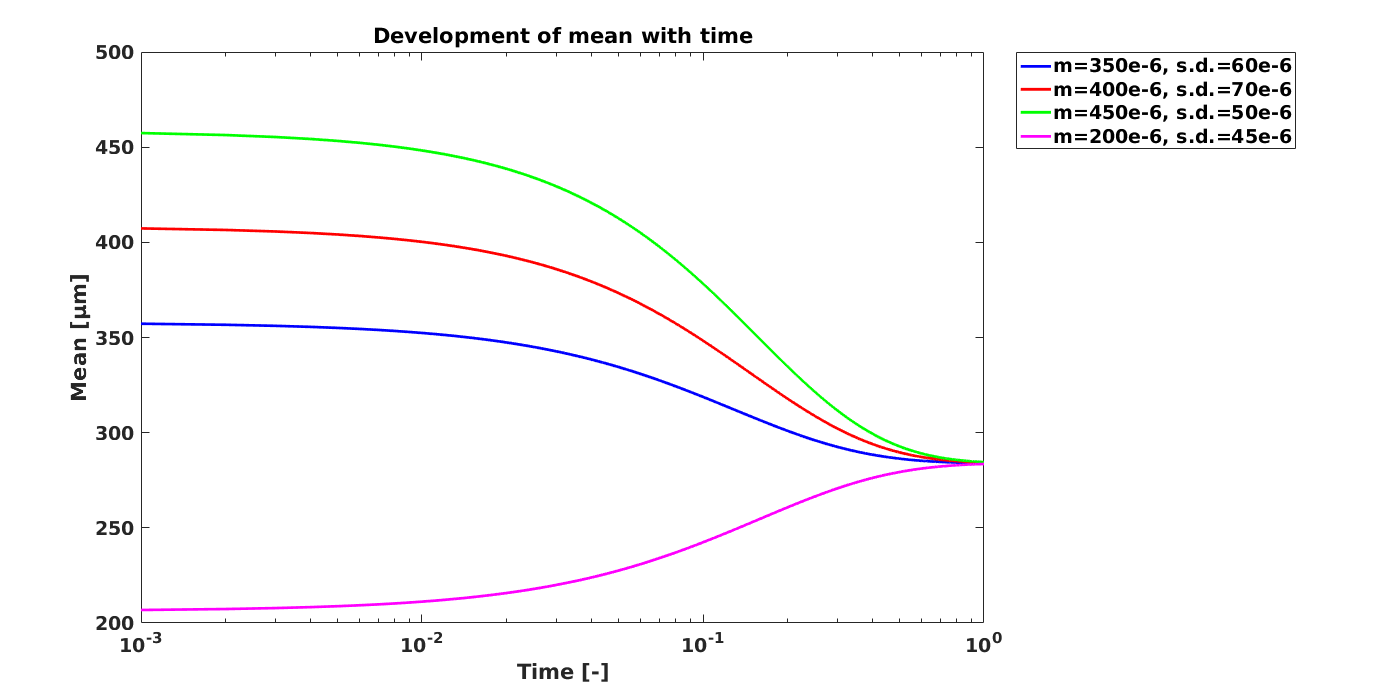 Development of mean with time
500
450
400
350
300
250
200
Mean [µm]
10^-3
10^-2
10^-1
10^0
Time [-]
m=350e-6, s.d.=60e-6
m=400e-6, s.d.=70e-6
m=450e-6, s.d.=50e-6
m=200e-6, s.d.=45e-6